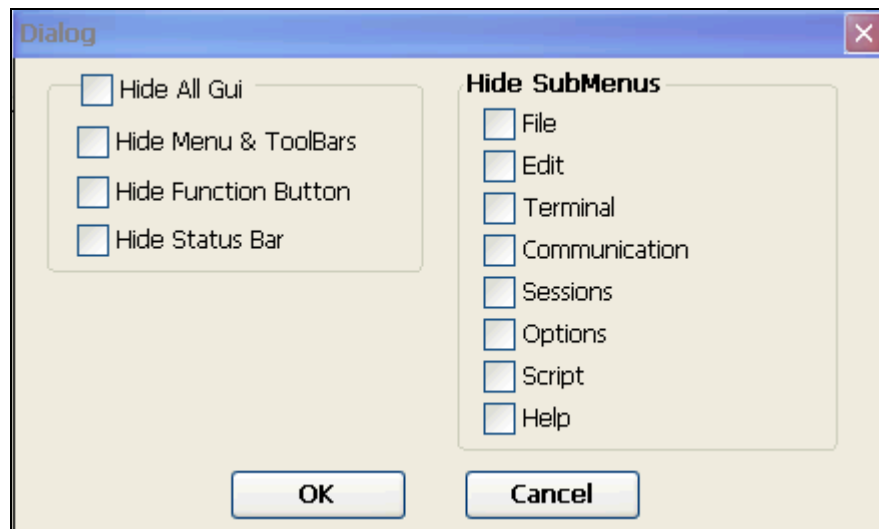 Dialog
Hide All Gui
Hide Menu & ToolBars
Hide Function Button
Hide Status Bar
Hide SubMenus
File
Edit
Terminal
Communication
Sessions
Options
Script
Help
OK
Cancel